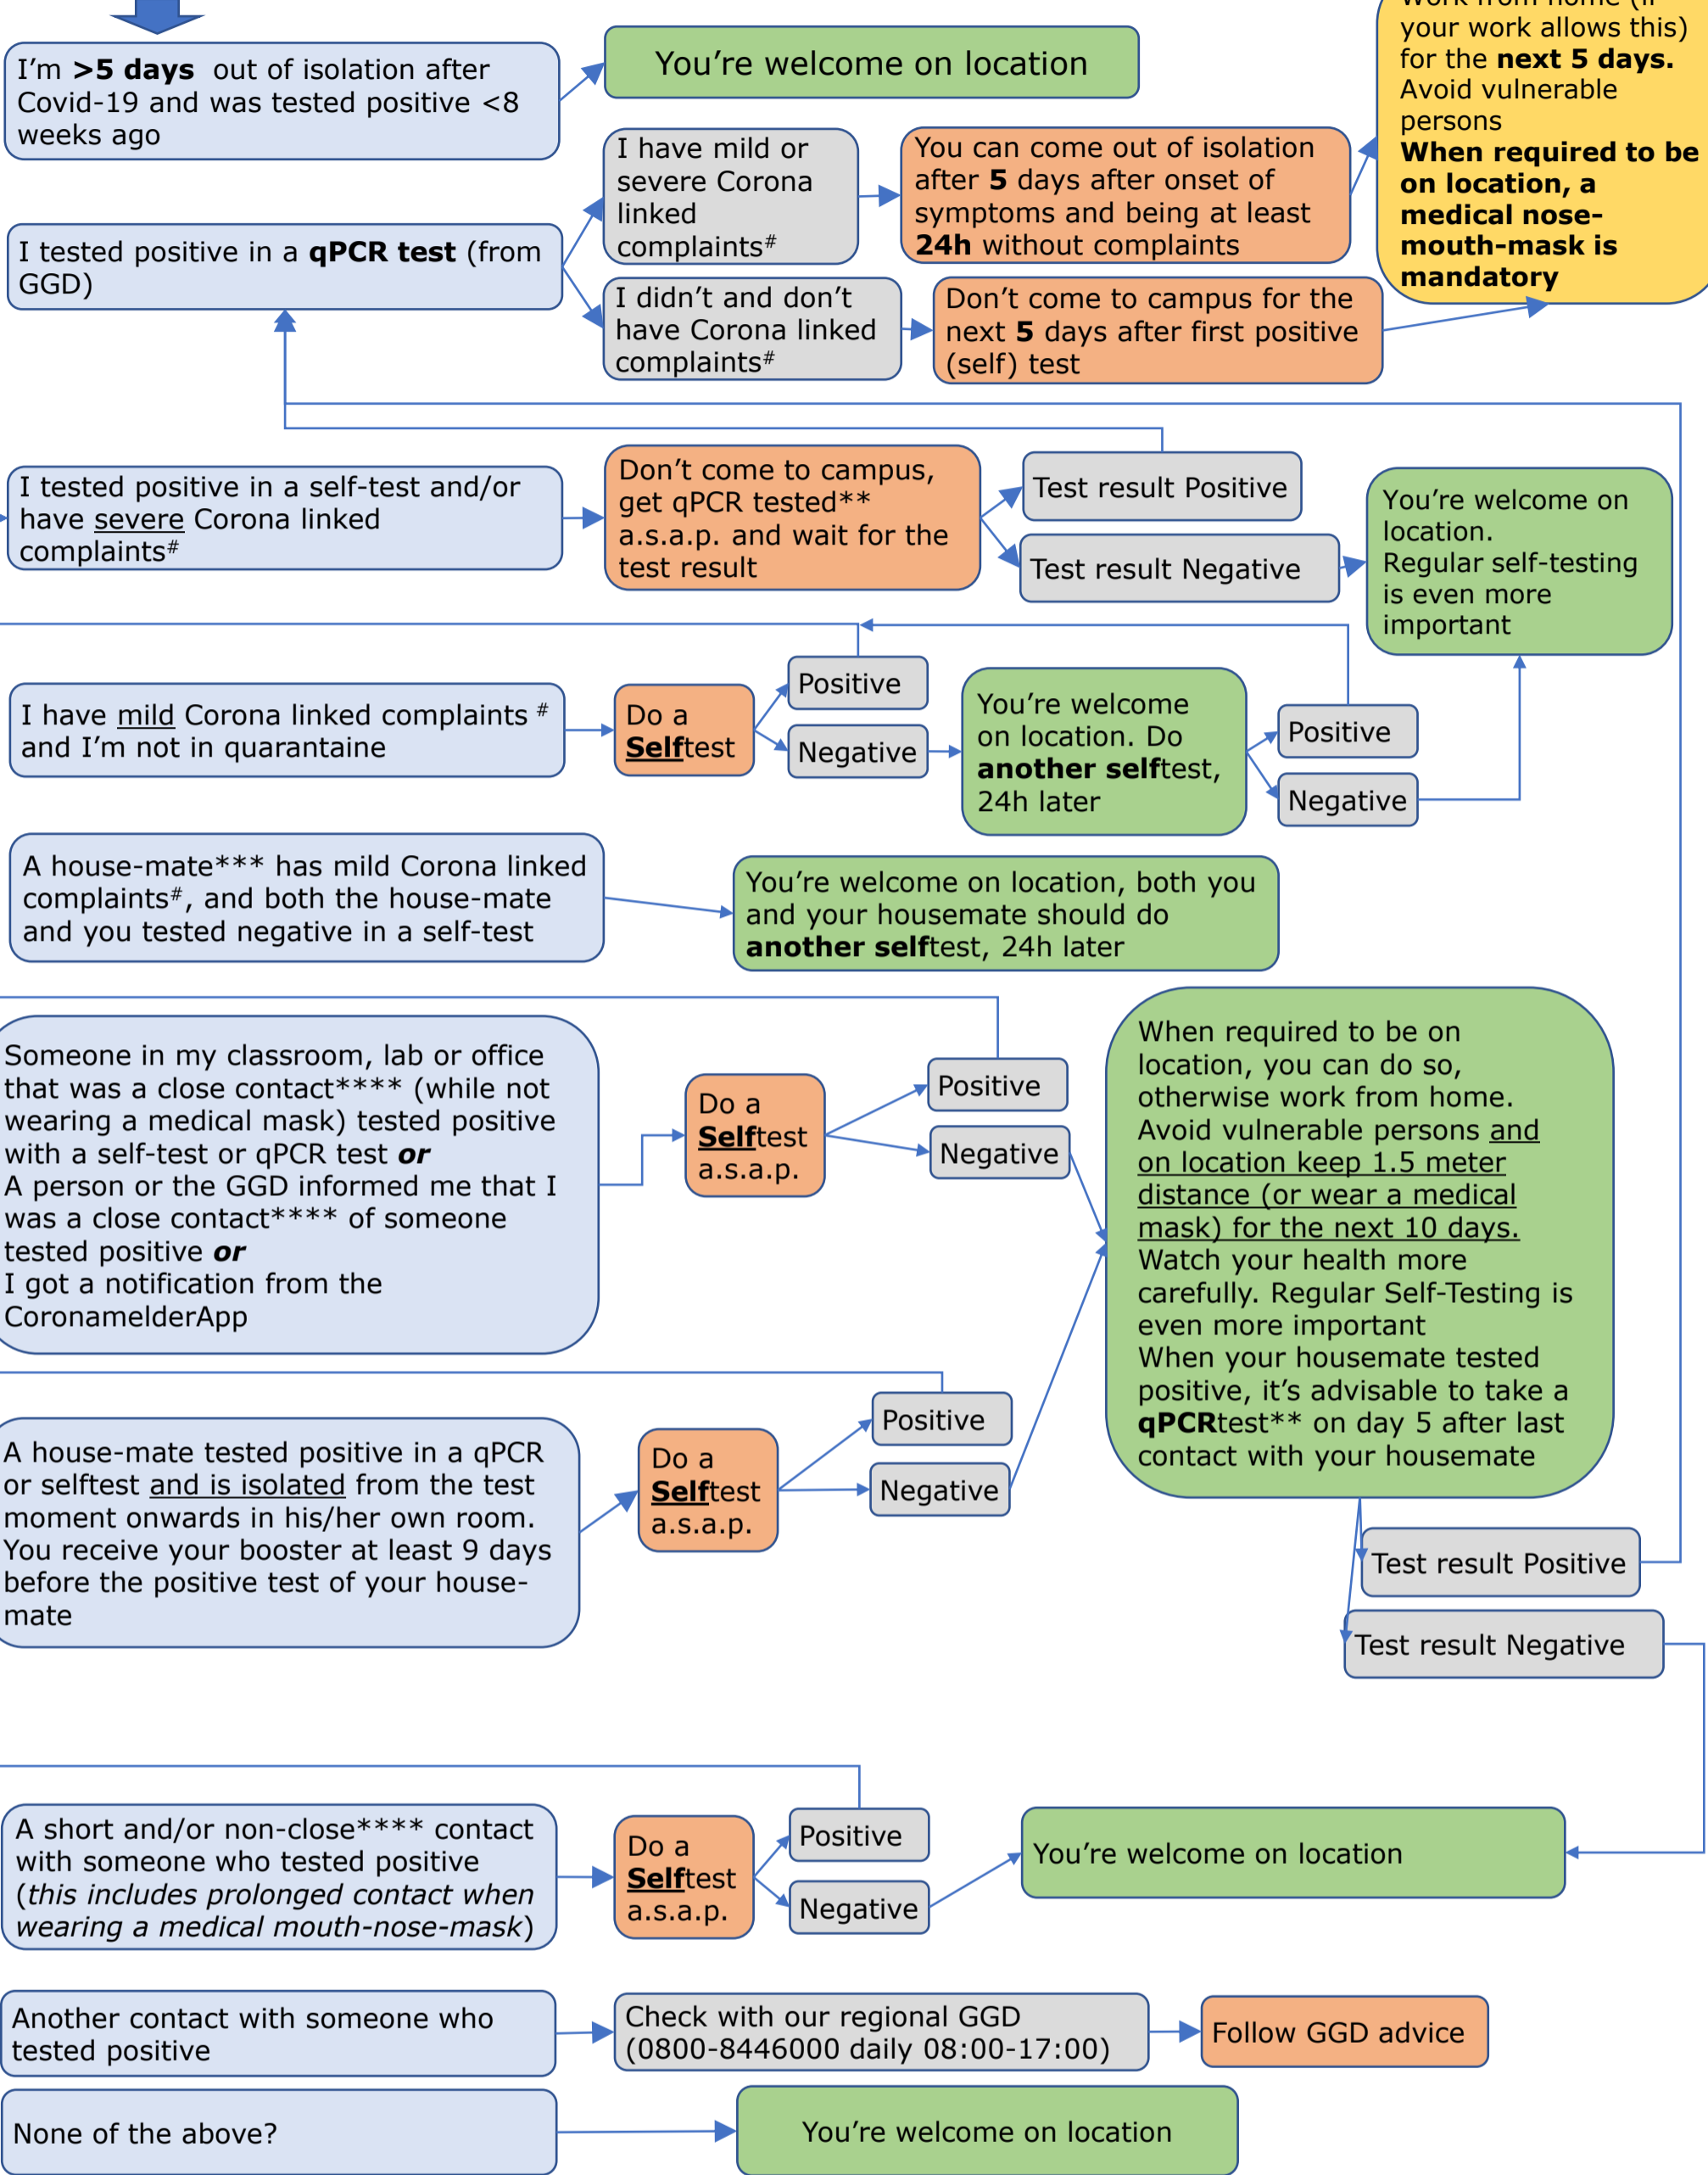 Work from home (if
your work allows this)
for the next 5 days.
Avoid vulnerable
persons
When required to be
on location, a
medical nose-
mouth-mask is
mandatory
I'm >5 days out of isolation after
Covid-19 and was tested positive <8
weeks ago
You're welcome on location
I tested positive in a qPCR test (from
GGD)
I have mild or
severe Corona
linked
complaints#
You can come out of isolation
after 5 days after onset of
symptoms and being at least
24h without complaints
I didn't and don't
have Corona linked
complaints#
Don't come to campus for the
next 5 days after first positive
(self) test
I tested positive in a self-test and/or
have severe Corona linked
complaints#
Don't come to campus,
get qPCR tested**
a.s.a.p. and wait for the
test result
Test result Positive
Test result Negative
You're welcome on
location.
Regular self-testing
is even more
important
I have mild Corona linked complaints #
and I'm not in quarantaine
Do a
Selftest
Positive
Negative
You're welcome
on location. Do
another selftest,
24h later
Positive
Negative
A house-mate*** has mild Corona linked
complaints#, and both the house-mate
and you tested negative in a self-test
You're welcome on location, both you
and your housemate should do
another selftest, 24h later
Someone in my classroom, lab or office
that was a close contact**** (while not
wearing a medical mask) tested positive
with a self-test or qPCR test or
A person or the GGD informed me that I
was a close contact**** of someone
tested positive or
I got a notification from the
CoronamelderApp
Do a
Selftest
a.s.a.p.
Positive
Negative
When required to be on
location, you can do so,
otherwise work from home.
Avoid vulnerable persons and
on location keep 1.5 meter
distance (or wear a medical
mask) for the next 10 days.
Watch your health more
carefully. Regular Self-Testing is
even more important
When your housemate tested
positive, it's advisable to take a
qPCRtest** on day 5 after last
contact with your housemate
A house-mate tested positive in a qPCR
or selftest and is isolated from the test
moment onwards in his/her own room.
You receive your booster at least 9 days
before the positive test of your house-
mate
Do a
Selftest
a.s.a.p.
Positive
Negative
Test result Positive
Test result Negative
A short and/or non-close**** contact
with someone who tested positive
(this includes prolonged contact when
wearing a medical mouth-nose-mask)
Do a
Selftest
a.s.a.p.
Positive
Negative
You're welcome on location
Another contact with someone who
tested positive
Check with our regional GGD
(0800-8446000 daily 08:00-17:00)
Follow GGD advice
None of the above?
You're welcome on location